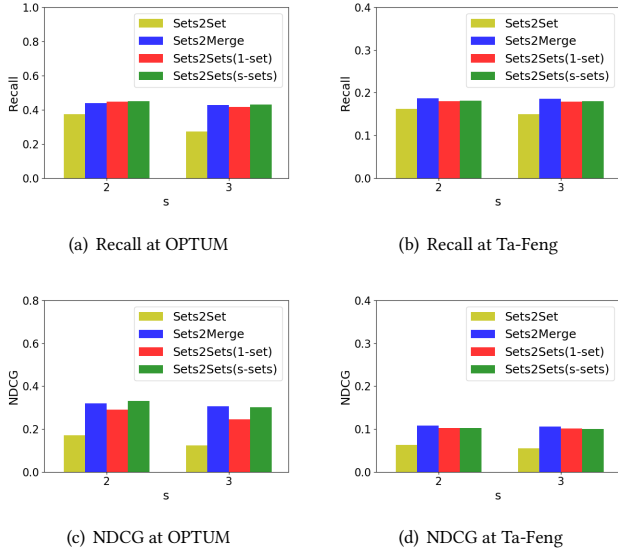 1.0
0.8
0.6
0.4
0.2
0.0
Recall
Sets2Set
Sets2Merge
Sets2Sets(1-set)
Sets2Sets(s-sets)
2
3
s
(a) Recall at OPTUM
0.4
0.3
0.2
0.1
0.0
Recall
Sets2Set
Sets2Merge
Sets2Sets(1-set)
Sets2Sets(s-sets)
2
3
s
(b) Recall at Ta-Feng
0.8
0.6
0.4
0.2
0.0
NDCG
Sets2Set
Sets2Merge
Sets2Sets(1-set)
Sets2Sets(s-sets)
2
3
s
(c) NDCG at OPTUM
0.4
0.3
0.2
0.1
0.0
NDCG
Sets2Set
Sets2Merge
Sets2Sets(1-set)
Sets2Sets(s-sets)
2
3
s
(d) NDCG at Ta-Feng